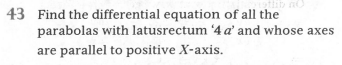 43 Find the differential equation of all the
parabolas with latusrectum '4 a' and whose axes
are parallel to positive X-axis.